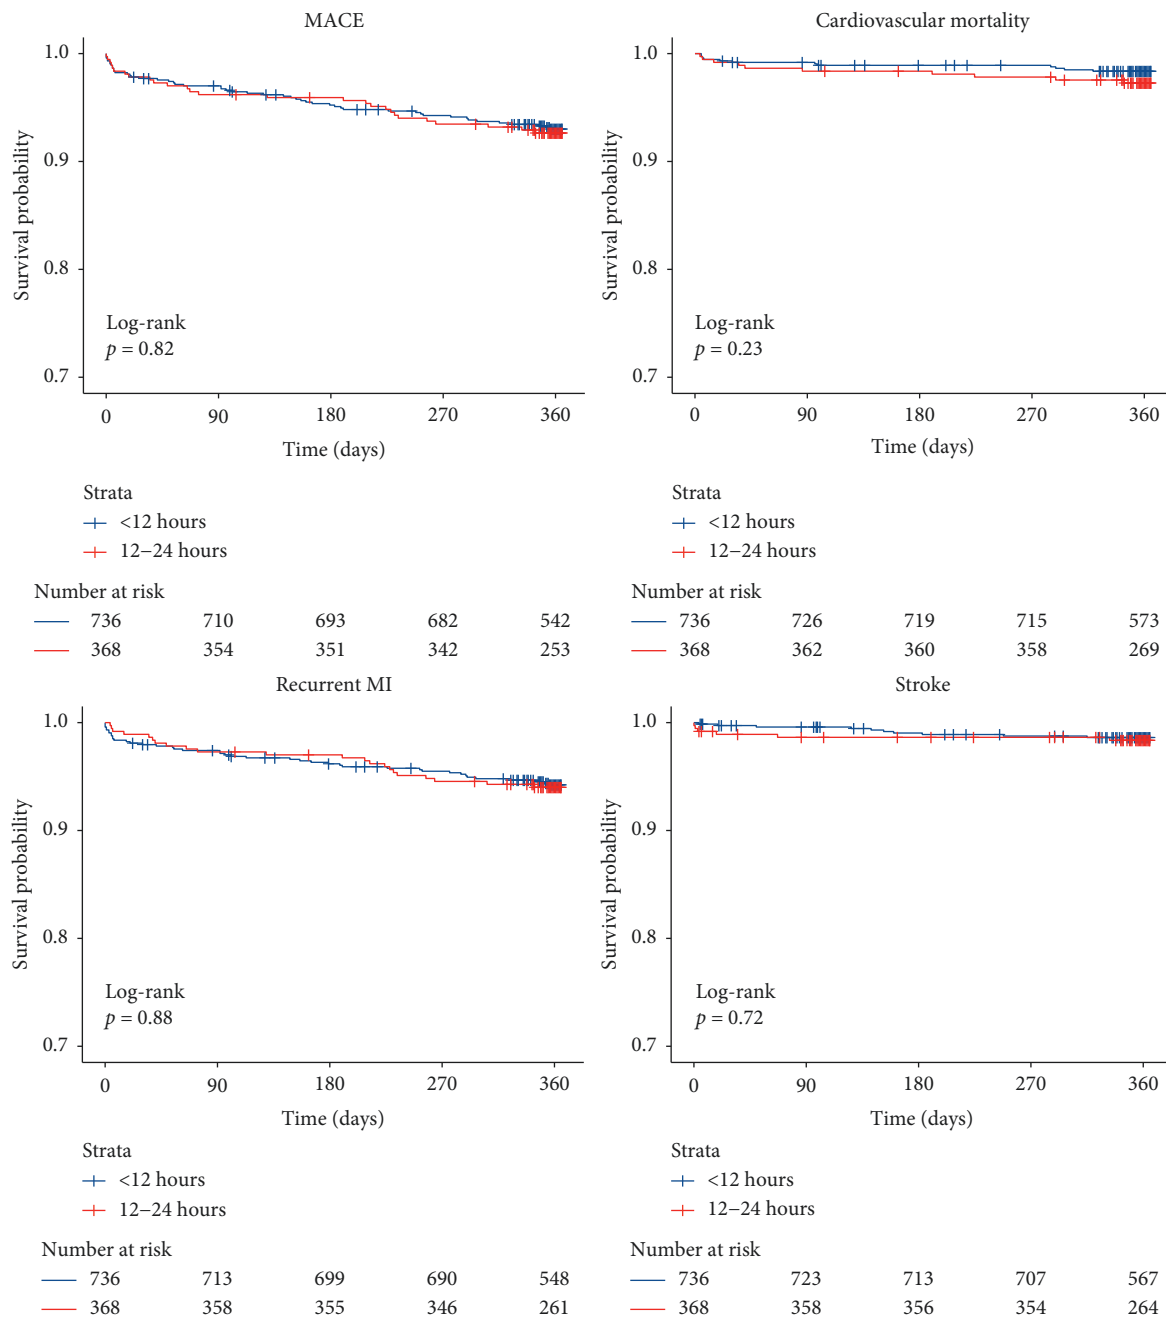 MACE
Survival probability
1.0
0.9
0.8
0.7
Log-rank
p = 0.82
0 90 180 270 360
Time (days)
Strata
<12 hours
12–24 hours
Number at risk
736 710 693 682 542
368 354 351 342 253
Cardiovascular mortality
Survival probability
1.0
0.9
0.8
0.7
Log-rank
p = 0.23
0 90 180 270 360
Time (days)
Strata
<12 hours
12–24 hours
Number at risk
736 726 719 715 573
368 362 360 358 269
Recurrent MI
Survival probability
1.0
0.9
0.8
0.7
Log-rank
p = 0.88
0 90 180 270 360
Time (days)
Strata
<12 hours
12–24 hours
Number at risk
736 713 699 690 548
368 358 355 346 261
Stroke
Survival probability
1.0
0.9
0.8
0.7
Log-rank
p = 0.72
0 90 180 270 360
Time (days)
Strata
<12 hours
12–24 hours
Number at risk
736 723 713 707 567
368 358 356 354 264